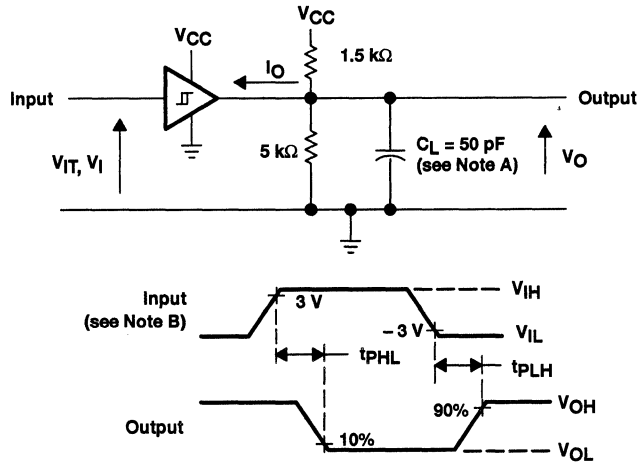 VCC
VCC
1.5 kΩ
IO
Input
Output
VIT, VI
5 kΩ
CL = 50 pF
(see Note A)
VO
Input
(see Note B)
3 V
VIH
– 3 V
VIL
tPHL
tPLH
Output
10%
90%
VOH
VOL